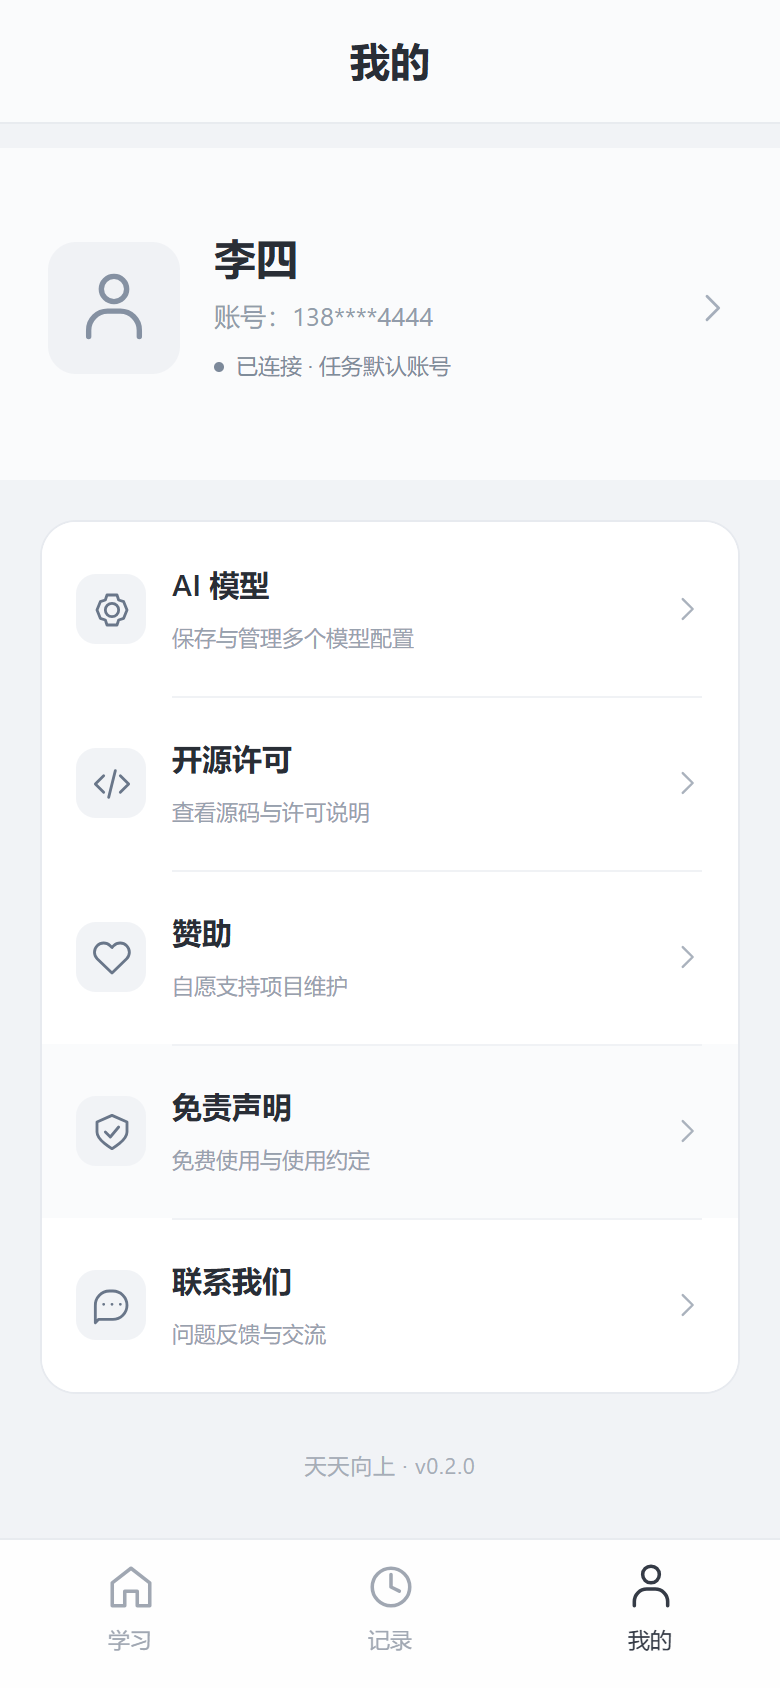 我的
李四
账号：138****4444
已连接 · 任务默认账号
AI 模型
保存与管理多个模型配置
开源许可
查看源码与许可说明
赞助
自愿支持项目维护
免责声明
免费使用与使用约定
联系我们
问题反馈与交流
天天向上 · v0.2.0
学习
记录
我的